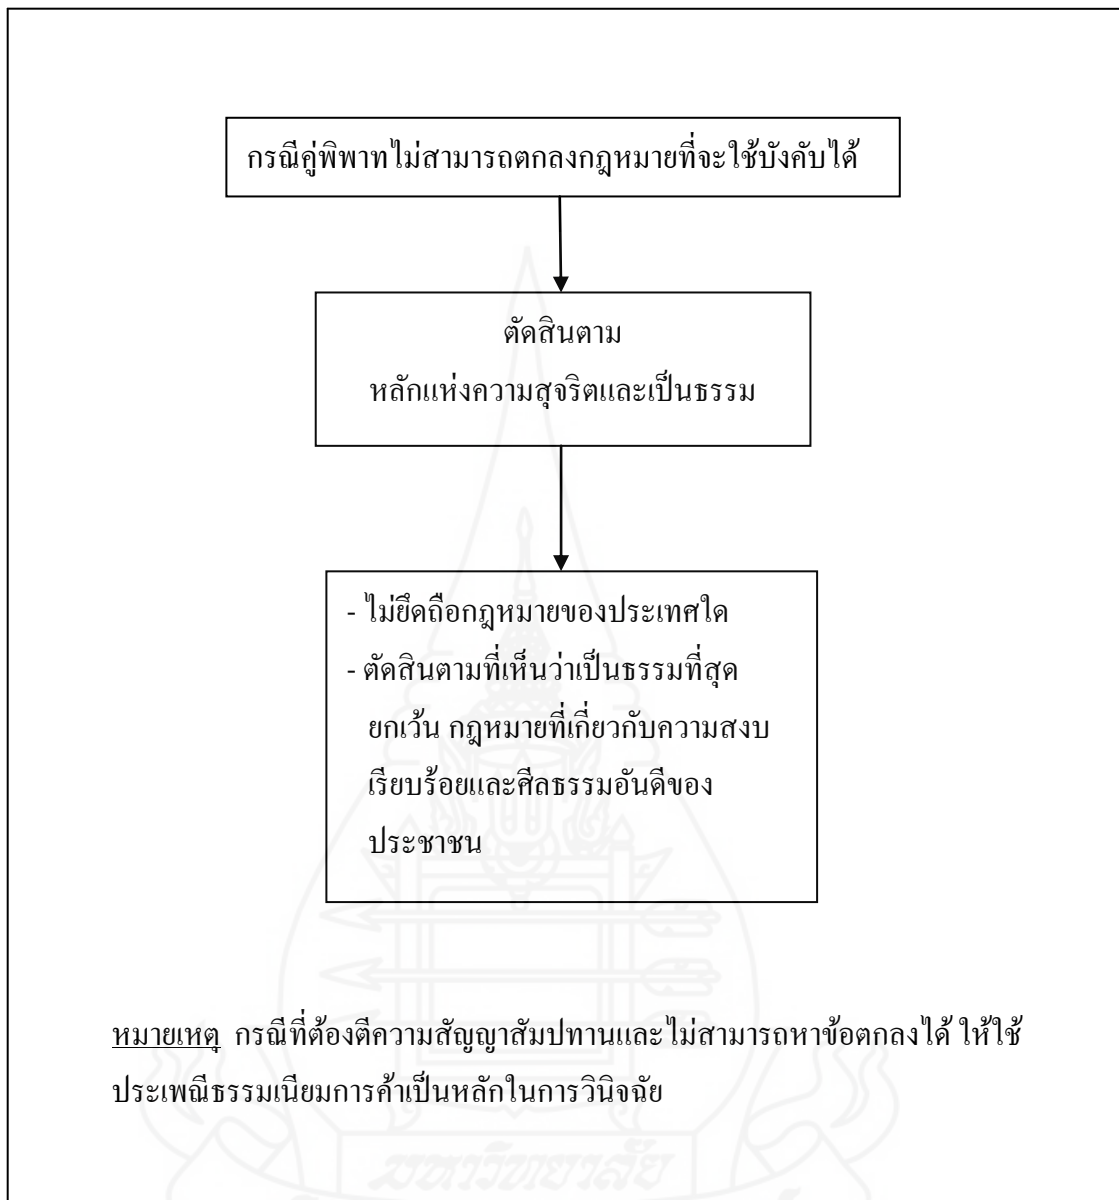 กรณีคู่พิพาทไม่สามารถตกลงกฎหมายที่จะใช้บังคับได้
ตัดสินตาม
หลักแห่งความสุจริตและเป็นธรรม
- ไม่ยึดถือกฎหมายของประเทศใด
- ตัดสินตามที่เห็นว่าเป็นธรรมที่สุด
ยกเว้น กฎหมายที่เกี่ยวกับความสงบ
เรียบร้อยและศีลธรรมอันดีของ
ประชาชน
หมายเหตุ กรณีที่ต้องตีความสัญญาสัมปทานและไม่สามารถหาข้อตกลงได้ ให้ใช้
ประเพณีธรรมเนียมการค้าเป็นหลักในการวินิจฉัย
มหาวิทยาลัย